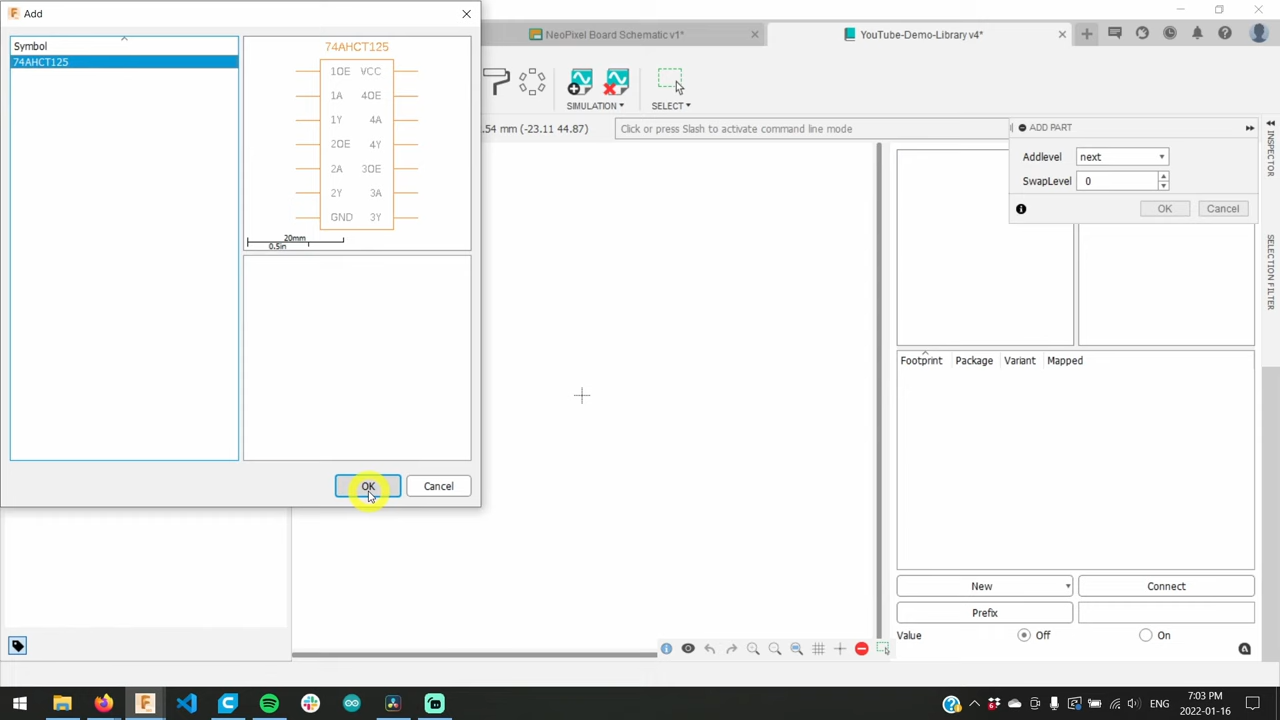 Add
NeoPixel Board Schematic v1*
YouTube-Demo-Library v4*
Symbol
74AHCT125
74AHCT125
1OE VCC
1A 4OE
1Y 4A
2OE 4Y
2A 3OE
2Y 3A
GND 3Y
20mm
0.5in
SIMULATION
SELECT
.54 mm (-23.11 44.87)
Click or press Slash to activate command line mode
ADD PART
Addlevel next
SwapLevel 0
OK Cancel
INSPECTOR
SELECTION FILTER
OK Cancel
Footprint Package Variant Mapped
New Connect
Prefix
Value Off On
ENG
7:03 PM
2022-01-16